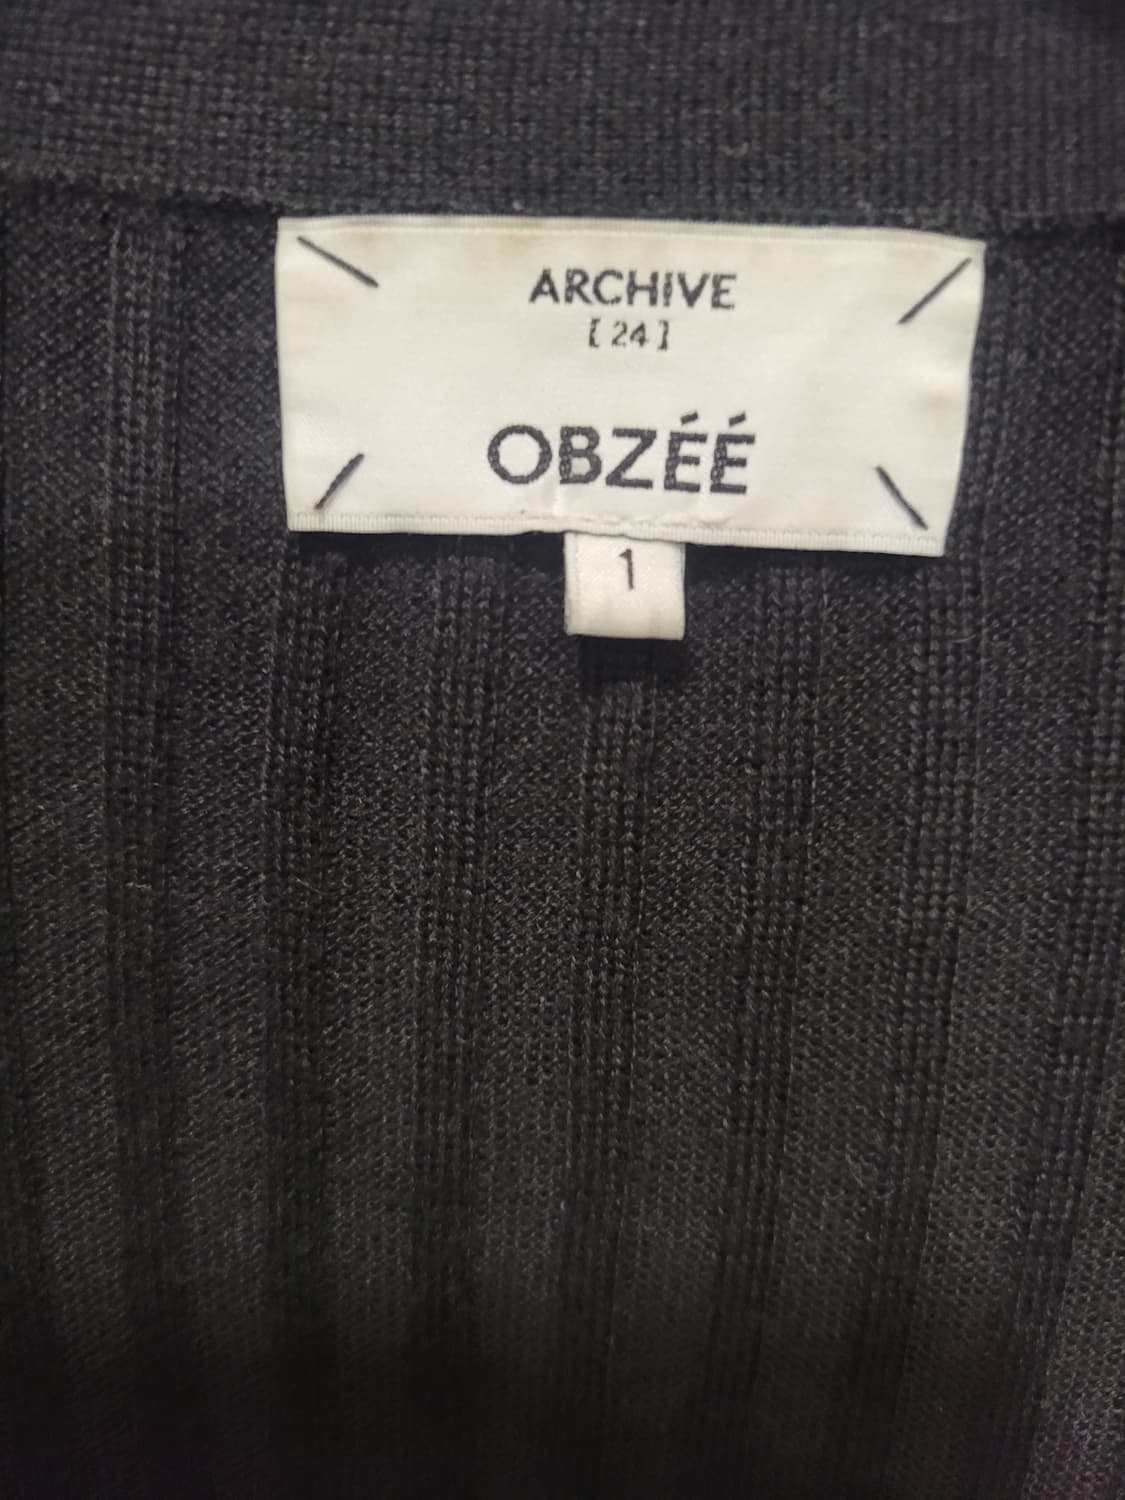 ARCHIVE
[24]
OBZÉÉ
1